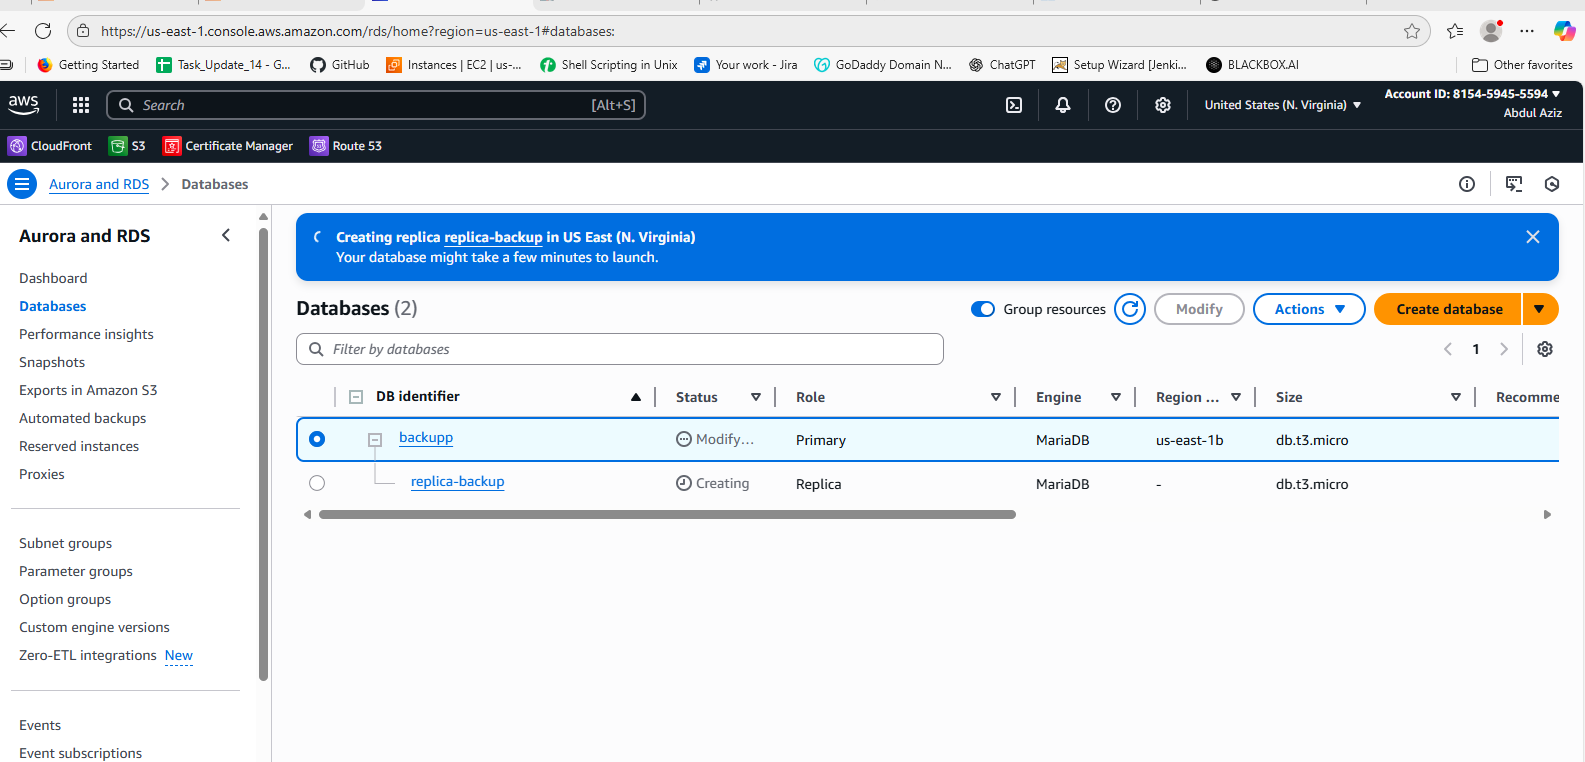 https://us-east-1.console.aws.amazon.com/rds/home?region=us-east-1#databases:
Getting Started
Task_Update_14 - G...
GitHub
Instances | EC2 | us-...
Shell Scripting in Unix
Your work - Jira
GoDaddy Domain N...
ChatGPT
Setup Wizard [Jenki...
BLACKBOX.AI
Other favorites
aws
Search
[Alt+S]
United States (N. Virginia)
Account ID: 8154-5945-5594
Abdul Aziz
CloudFront
S3
Certificate Manager
Route 53
Aurora and RDS
Databases
Aurora and RDS
Dashboard
Databases
Performance insights
Snapshots
Exports in Amazon S3
Automated backups
Reserved instances
Proxies
Subnet groups
Parameter groups
Option groups
Custom engine versions
Zero-ETL integrations New
Events
Event subscriptions
Creating replica replica-backup in US East (N. Virginia)
Your database might take a few minutes to launch.
Databases (2)
Group resources
Modify
Actions
Create database
Filter by databases
1
DB identifier Status Role Engine Region ... Size Recomme
backupp Modify... Primary MariaDB us-east-1b db.t3.micro
replica-backup Creating Replica MariaDB - db.t3.micro